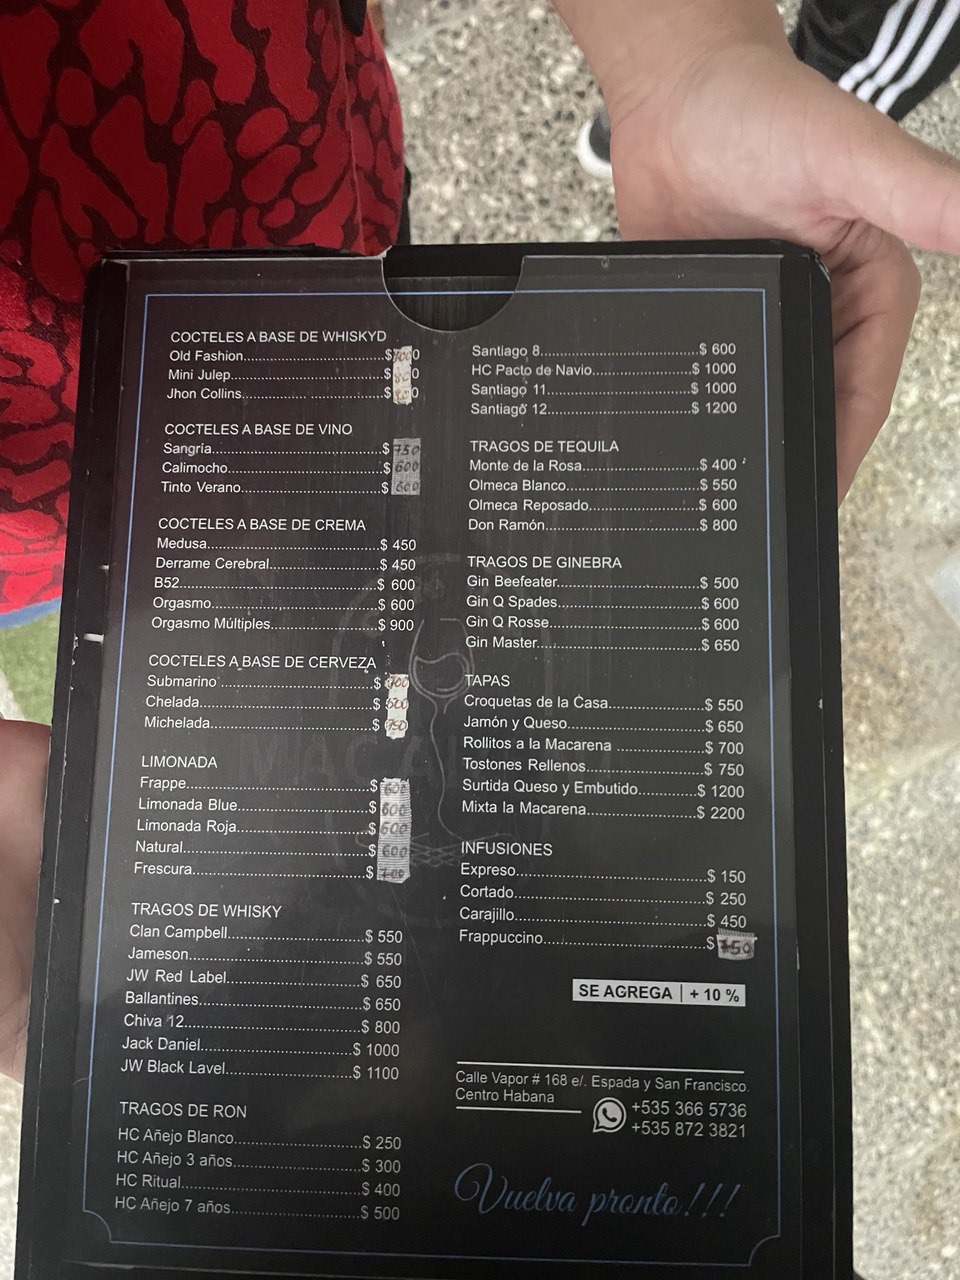 COCTELES A BASE DE WHISKYD
Old Fashion........................................$ 700
Mini Julep...........................................$
Jhon Collins........................................$
COCTELES A BASE DE VINO
Sangría...............................................$ 750
Calimocho...........................................$ 600
Tinto Verano........................................$ 600
COCTELES A BASE DE CREMA
Medusa...............................................$ 450
Derrame Cerebral...............................$ 450
B52......................................................$ 600
Orgasmo.............................................$ 600
Orgasmo Múltiples..............................$ 900
COCTELES A BASE DE CERVEZA
Submarino..........................................$
Chelada..............................................$
Michelada...........................................$ 750
LIMONADA
Frappe................................................$ 600
Limonada Blue....................................$ 600
Limonada Roja....................................$ 600
Natural................................................$ 600
Frescura.............................................$
TRAGOS DE WHISKY
Clan Campbell....................................$ 550
Jameson.............................................$ 550
JW Red Label.....................................$ 650
Ballantines..........................................$ 650
Chiva 12.............................................$ 800
Jack Daniel.........................................$ 1000
JW Black Lavel...................................$ 1100
TRAGOS DE RON
HC Añejo Blanco................................$ 250
HC Añejo 3 años.................................$ 300
HC Ritual............................................$ 400
HC Añejo 7 años.................................$ 500
Santiago 8..........................................$ 600
HC Pacto de Navio.............................$ 1000
Santiago 11........................................$ 1000
Santiago 12........................................$ 1200
TRAGOS DE TEQUILA
Monte de la Rosa...............................$ 400
Olmeca Blanco...................................$ 550
Olmeca Reposado..............................$ 600
Don Ramón........................................$ 800
TRAGOS DE GINEBRA
Gin Beefeater.....................................$ 500
Gin Q Spades.....................................$ 600
Gin Q Rosse.......................................$ 600
Gin Master..........................................$ 650
TAPAS
Croquetas de la Casa.........................$ 550
Jamón y Queso..................................$ 650
Rollitos a la Macarena .......................$ 700
Tostones Rellenos..............................$ 750
Surtida Queso y Embutido.................$ 1200
Mixta la Macarena..............................$ 2200
INFUSIONES
Expreso..............................................$ 150
Cortado..............................................$ 250
Carajillo..............................................$ 450
Frappuccino........................................$ 750
SE AGREGA | + 10 %
Calle Vapor # 168 e/. Espada y San Francisco.
Centro Habana
+535 366 5736
+535 872 3821
Vuelva pronto!!!